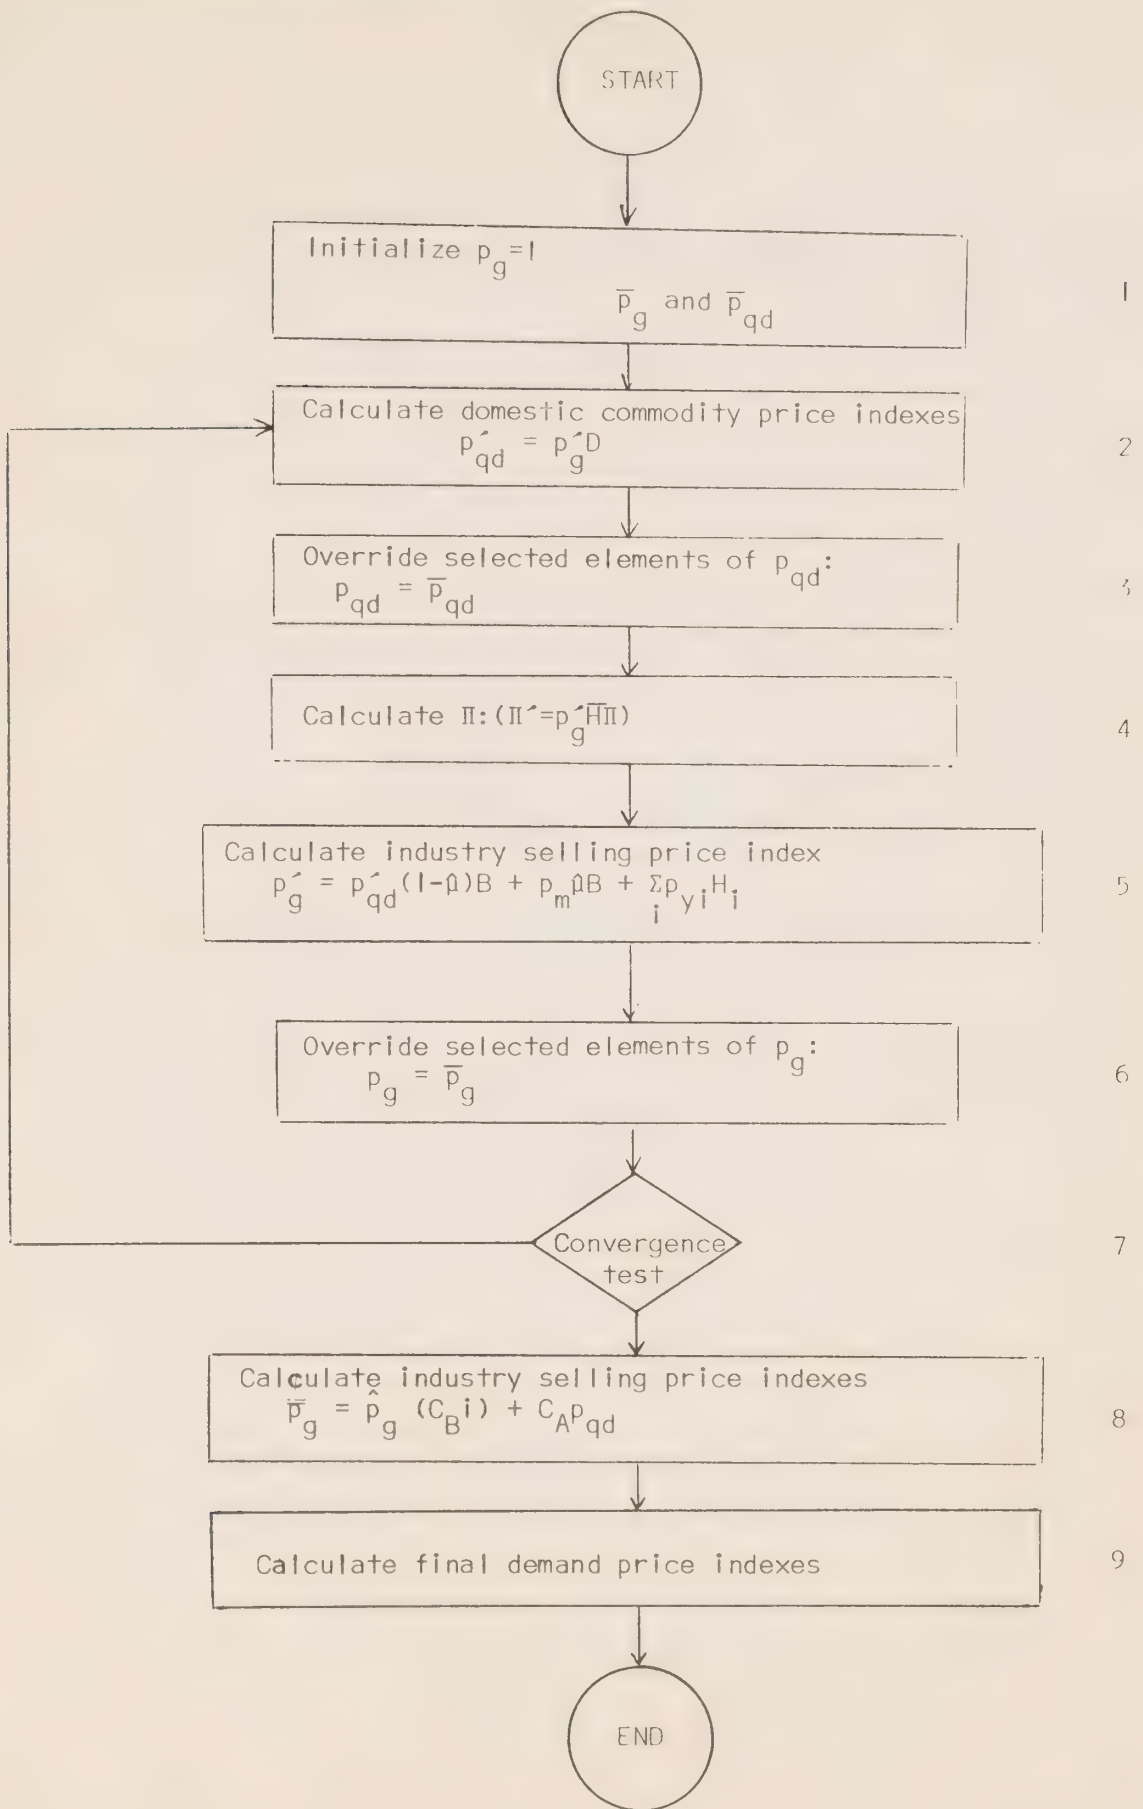 START
Initialize p_g=1
p̅_g and p̅_qd
1
Calculate domestic commodity price indexes
p′_qd = p′_g D
2
Override selected elements of p_qd:
p_qd = p̅_qd
3
Calculate Π:(Π′=p′_g H̅Π)
4
Calculate industry selling price index
p′_g = p′_qd(1-μ̂)B + p_m μ̂B + Σ_i p_yi H_i
5
Override selected elements of p_g:
p_g = p̅_g
6
Convergence
test
7
Calculate industry selling price indexes
p̿_g = p̂_g (C_B i) + C_A p_qd
8
Calculate final demand price indexes
9
END